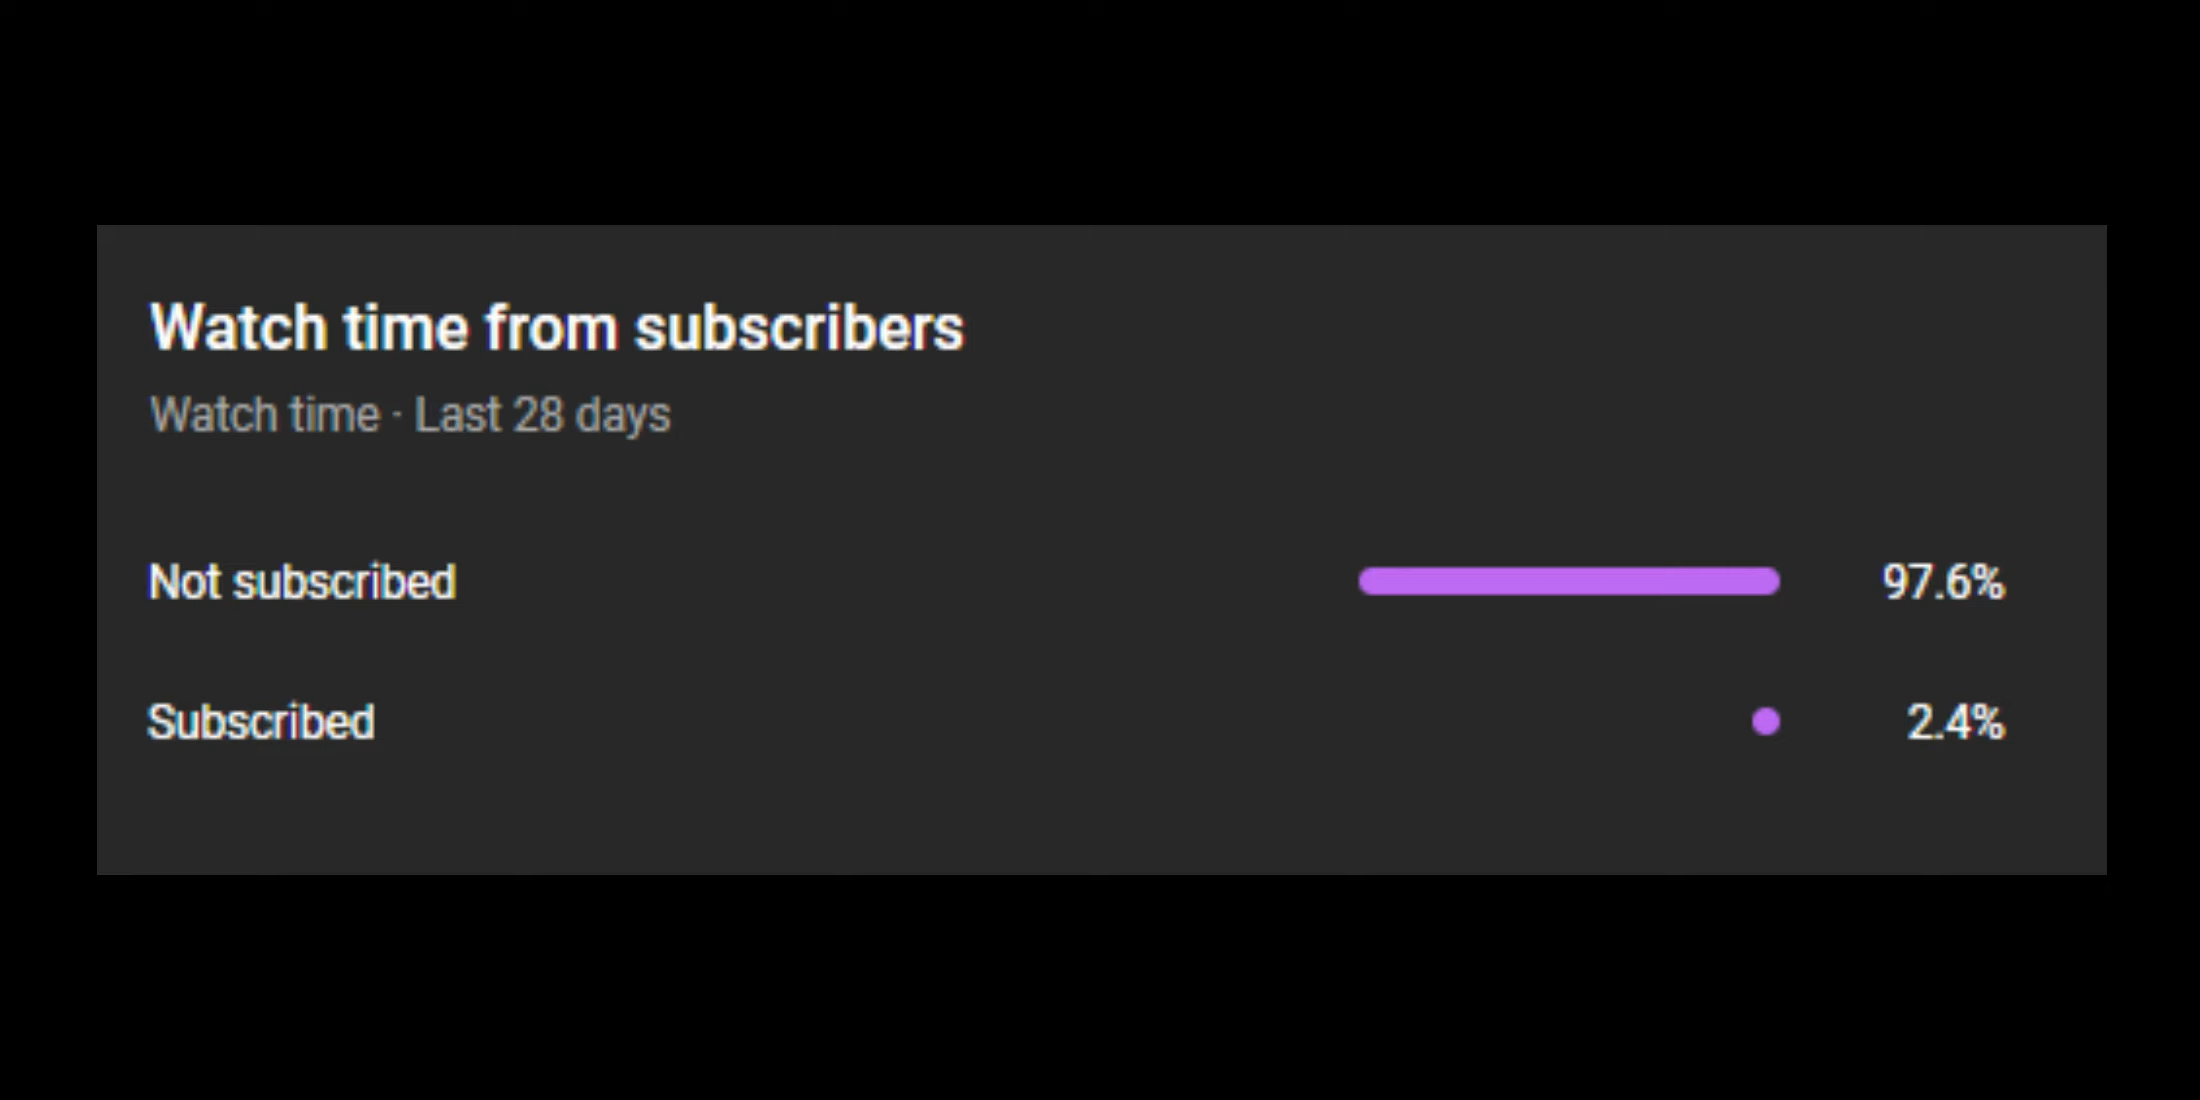 Watch time from subscribers
Watch time · Last 28 days
Not subscribed 97.6%
Subscribed 2.4%